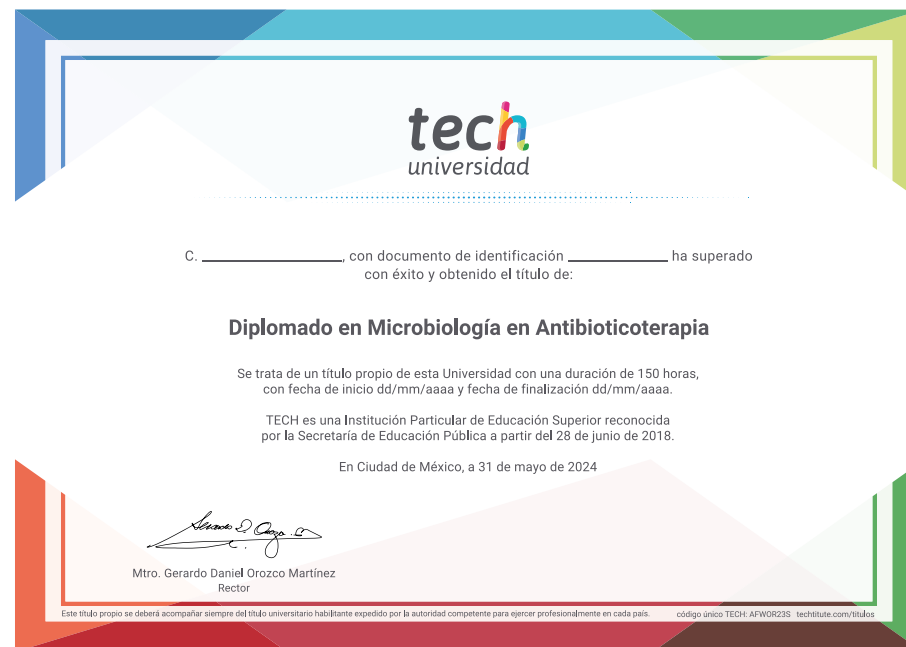 tech
universidad
C. ____________________, con documento de identificación ______________ ha superado
con éxito y obtenido el título de:
Diplomado en Microbiología en Antibioticoterapia
Se trata de un título propio de esta Universidad con una duración de 150 horas,
con fecha de inicio dd/mm/aaaa y fecha de finalización dd/mm/aaaa.
TECH es una Institución Particular de Educación Superior reconocida
por la Secretaría de Educación Pública a partir del 28 de junio de 2018.
En Ciudad de México, a 31 de mayo de 2024
Mtro. Gerardo Daniel Orozco Martínez
Rector
Este título propio se deberá acompañar siempre del título universitario habilitante expedido por la autoridad competente para ejercer profesionalmente en cada país. código único TECH: AFWOR23S techtitute.com/titulos